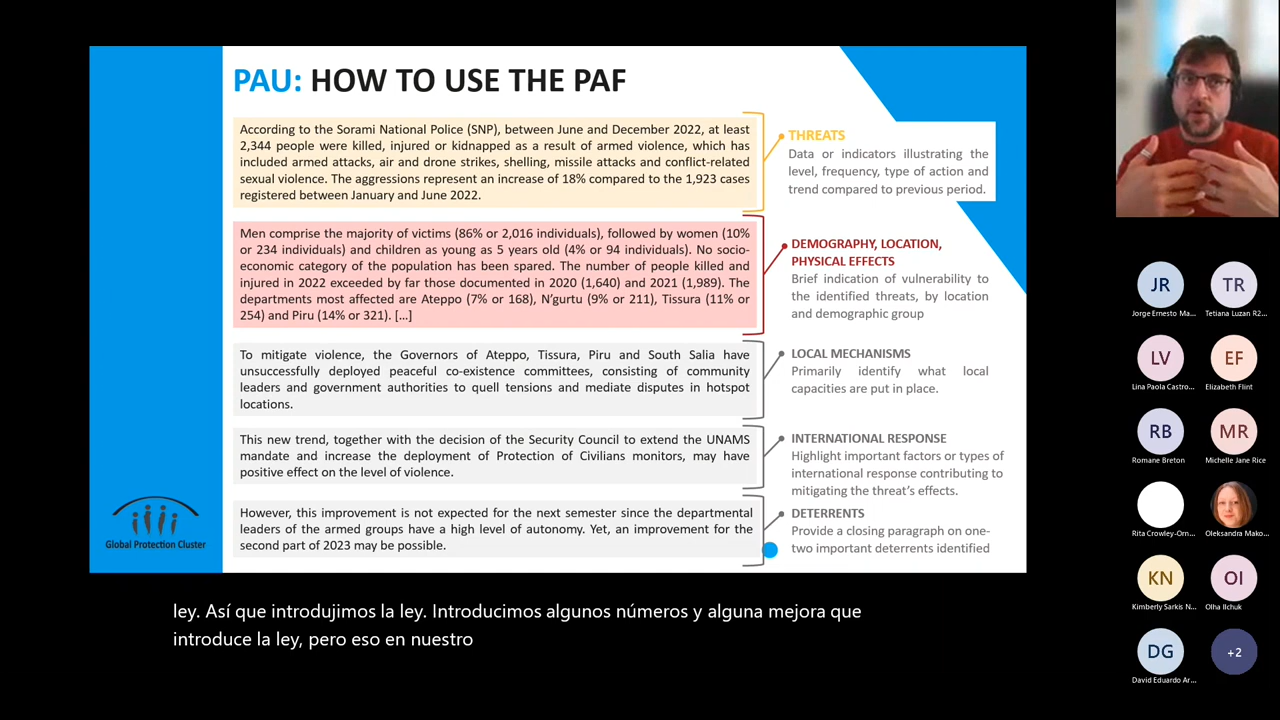 PAU: HOW TO USE THE PAF
According to the Sorami National Police (SNP), between June and December 2022, at least
2,344 people were killed, injured or kidnapped as a result of armed violence, which has
included armed attacks, air and drone strikes, shelling, missile attacks and conflict-related
sexual violence. The aggressions represent an increase of 18% compared to the 1,923 cases
registered between January and June 2022.
THREATS
Data or indicators illustrating the
level, frequency, type of action and
trend compared to previous period.
Men comprise the majority of victims (86% or 2,016 individuals), followed by women (10%
or 234 individuals) and children as young as 5 years old (4% or 94 individuals). No socio-
economic category of the population has been spared. The number of people killed and
injured in 2022 exceeded by far those documented in 2020 (1,640) and 2021 (1,989). The
departments most affected are Ateppo (7% or 168), N'gurtu (9% or 211), Tissura (11% or
254) and Piru (14% or 321). [...]
DEMOGRAPHY, LOCATION,
PHYSICAL EFFECTS
Brief indication of vulnerability to
the identified threats, by location
and demographic group
To mitigate violence, the Governors of Ateppo, Tissura, Piru and South Salia have
unsuccessfully deployed peaceful co-existence committees, consisting of community
leaders and government authorities to quell tensions and mediate disputes in hotspot
locations.
LOCAL MECHANISMS
Primarily identify what local
capacities are put in place.
This new trend, together with the decision of the Security Council to extend the UNAMS
mandate and increase the deployment of Protection of Civilians monitors, may have
positive effect on the level of violence.
INTERNATIONAL RESPONSE
Highlight important factors or types of
international response contributing to
mitigating the threat's effects.
However, this improvement is not expected for the next semester since the departmental
leaders of the armed groups have a high level of autonomy. Yet, an improvement for the
second part of 2023 may be possible.
DETERRENTS
Provide a closing paragraph on one-
two important deterrents identified
Global Protection Cluster
ley. Así que introdujimos la ley. Introducimos algunos números y alguna mejora que
introduce la ley, pero eso en nuestro
JR
TR
Jorge Ernesto Ma...
Tetiana Luzan R2...
LV
EF
Lina Paola Castro...
Elizabeth Flint
RB
MR
Romane Breton
Michelle Jane Rice
Rita Crowley-Orn...
Oleksandra Mako...
KN
OI
Kimberly Sarkis N...
Olha Ilchuk
DG
+2
David Eduardo Ar...